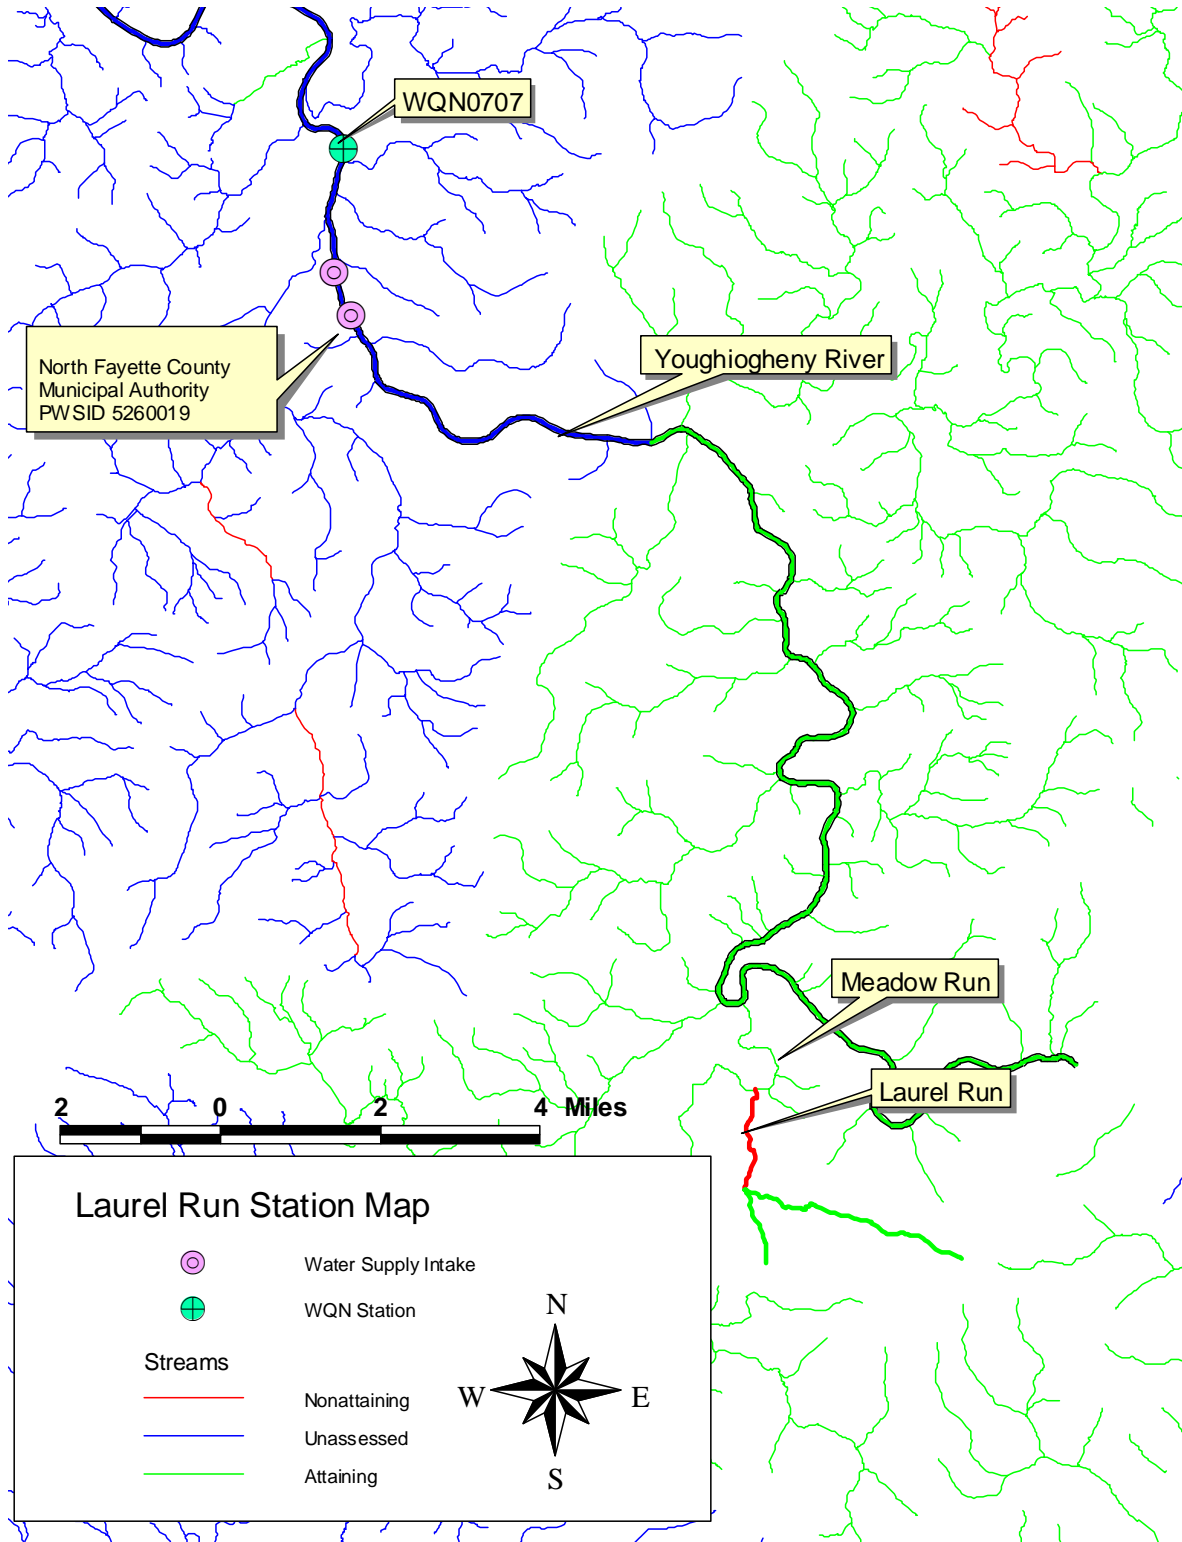 WQN0707
North Fayette County
Municipal Authority
PWSID 5260019
Youghiogheny River
Meadow Run
Laurel Run
2 0 2 4 Miles
Laurel Run Station Map
Water Supply Intake
WQN Station
Streams
Nonattaining
Unassessed
Attaining
N
W E
S